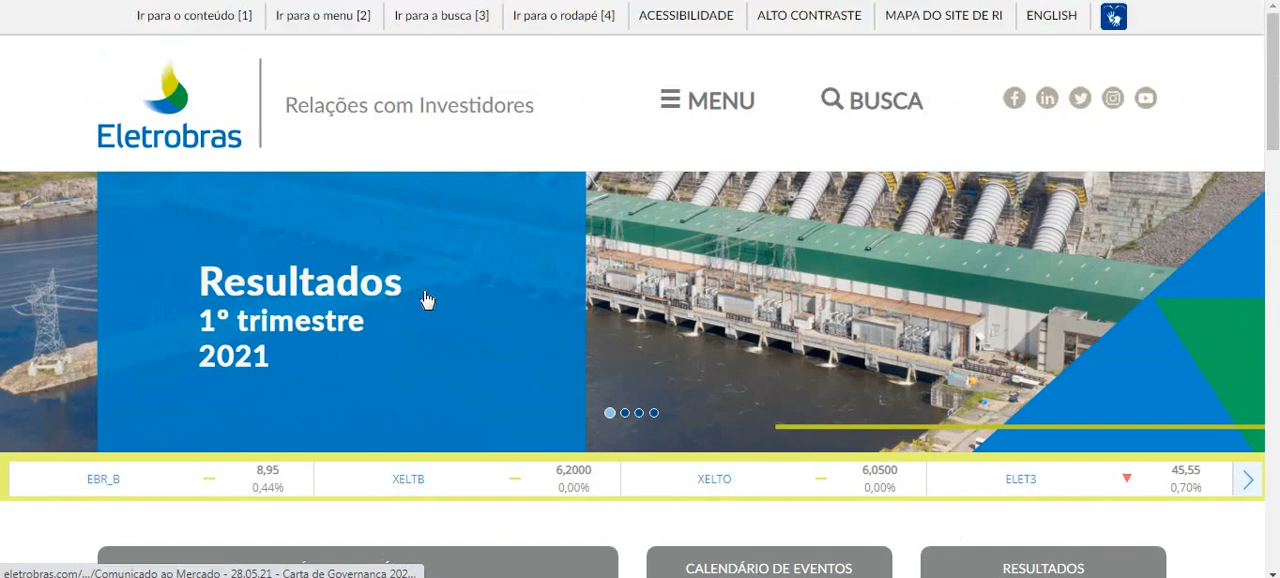 Ir para o conteúdo [1] Ir para o menu [2] Ir para a busca [3] Ir para o rodapé [4] ACESSIBILIDADE ALTO CONTRASTE MAPA DO SITE DE RI ENGLISH
Eletrobras
Relações com Investidores
MENU
BUSCA
Resultados
1º trimestre
2021
EBR_B 8,95 XELTB 6,2000 XELTO 6,0500 ELET3 45,55
0,44% 0,00% 0,00% 0,70%
CALENDÁRIO DE EVENTOS RESULTADOS
eletrobras.com/.../Comunicado ao Mercado - 28.05.21 - Carta de Governança 202...